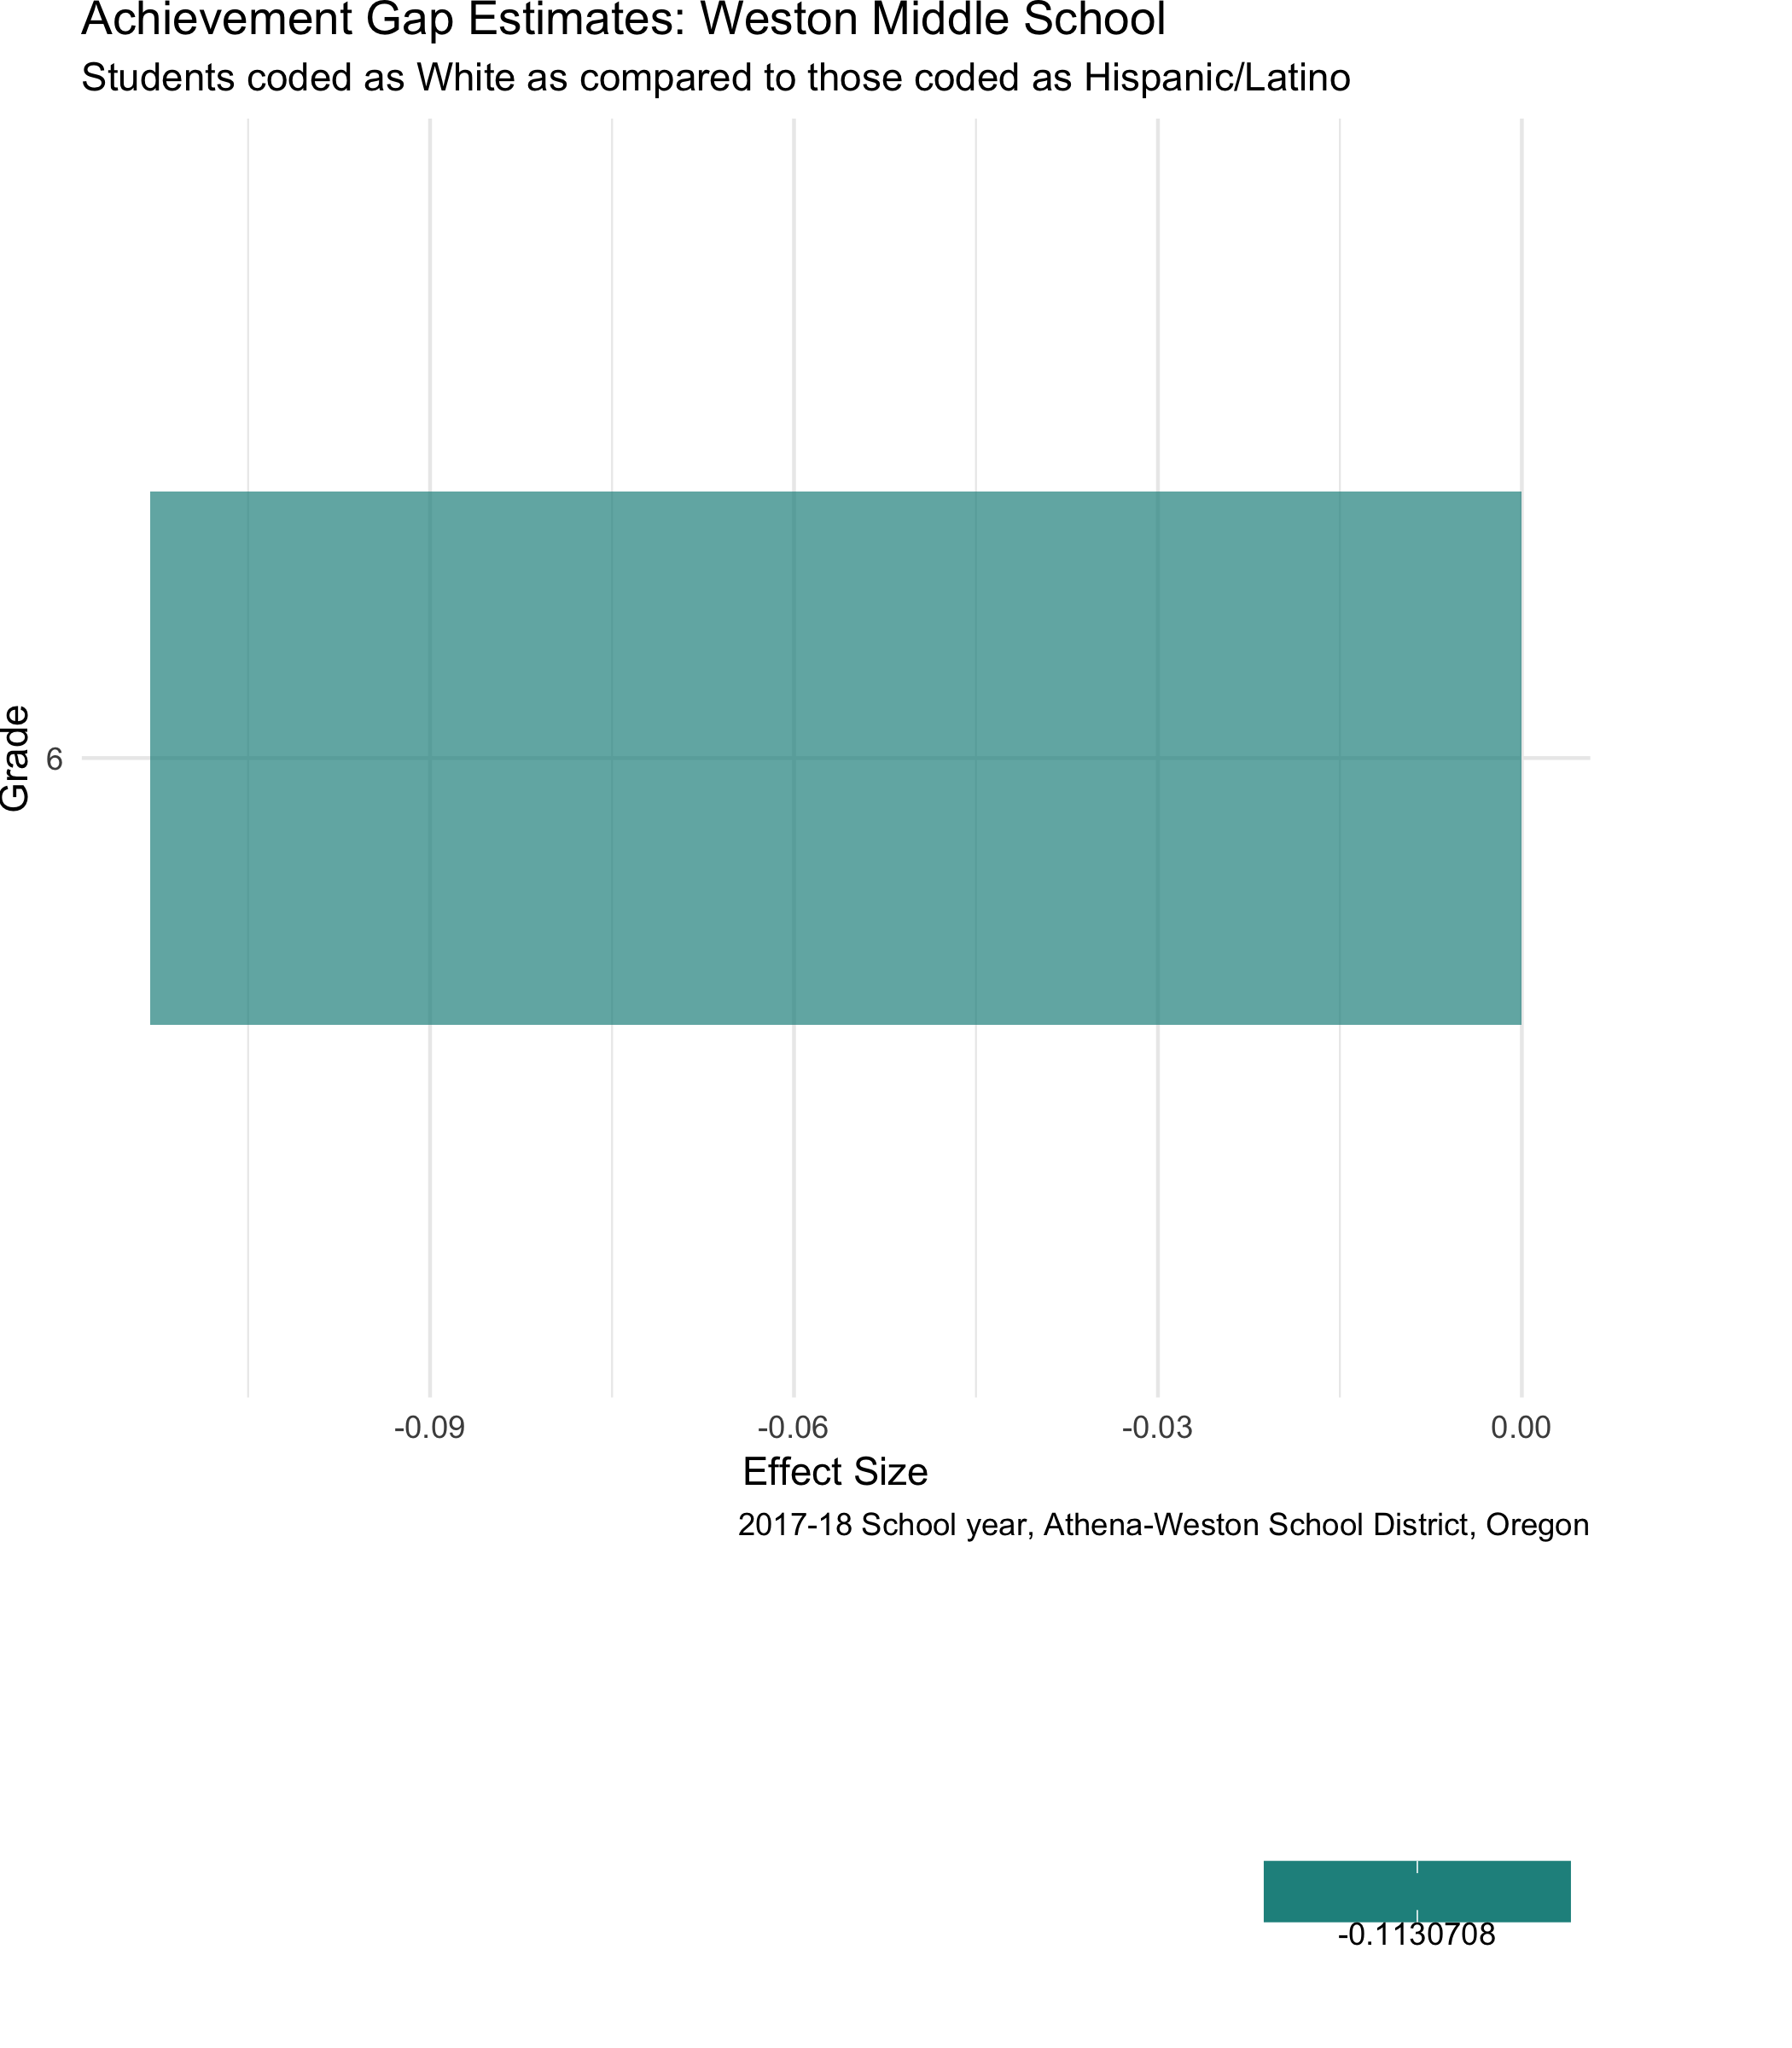 Achievement Gap Estimates: Weston Middle School
Students coded as White as compared to those coded as Hispanic/Latino
Grade
6
-0.09 -0.06 -0.03 0.00
Effect Size
2017-18 School year, Athena-Weston School District, Oregon
-0.1130708